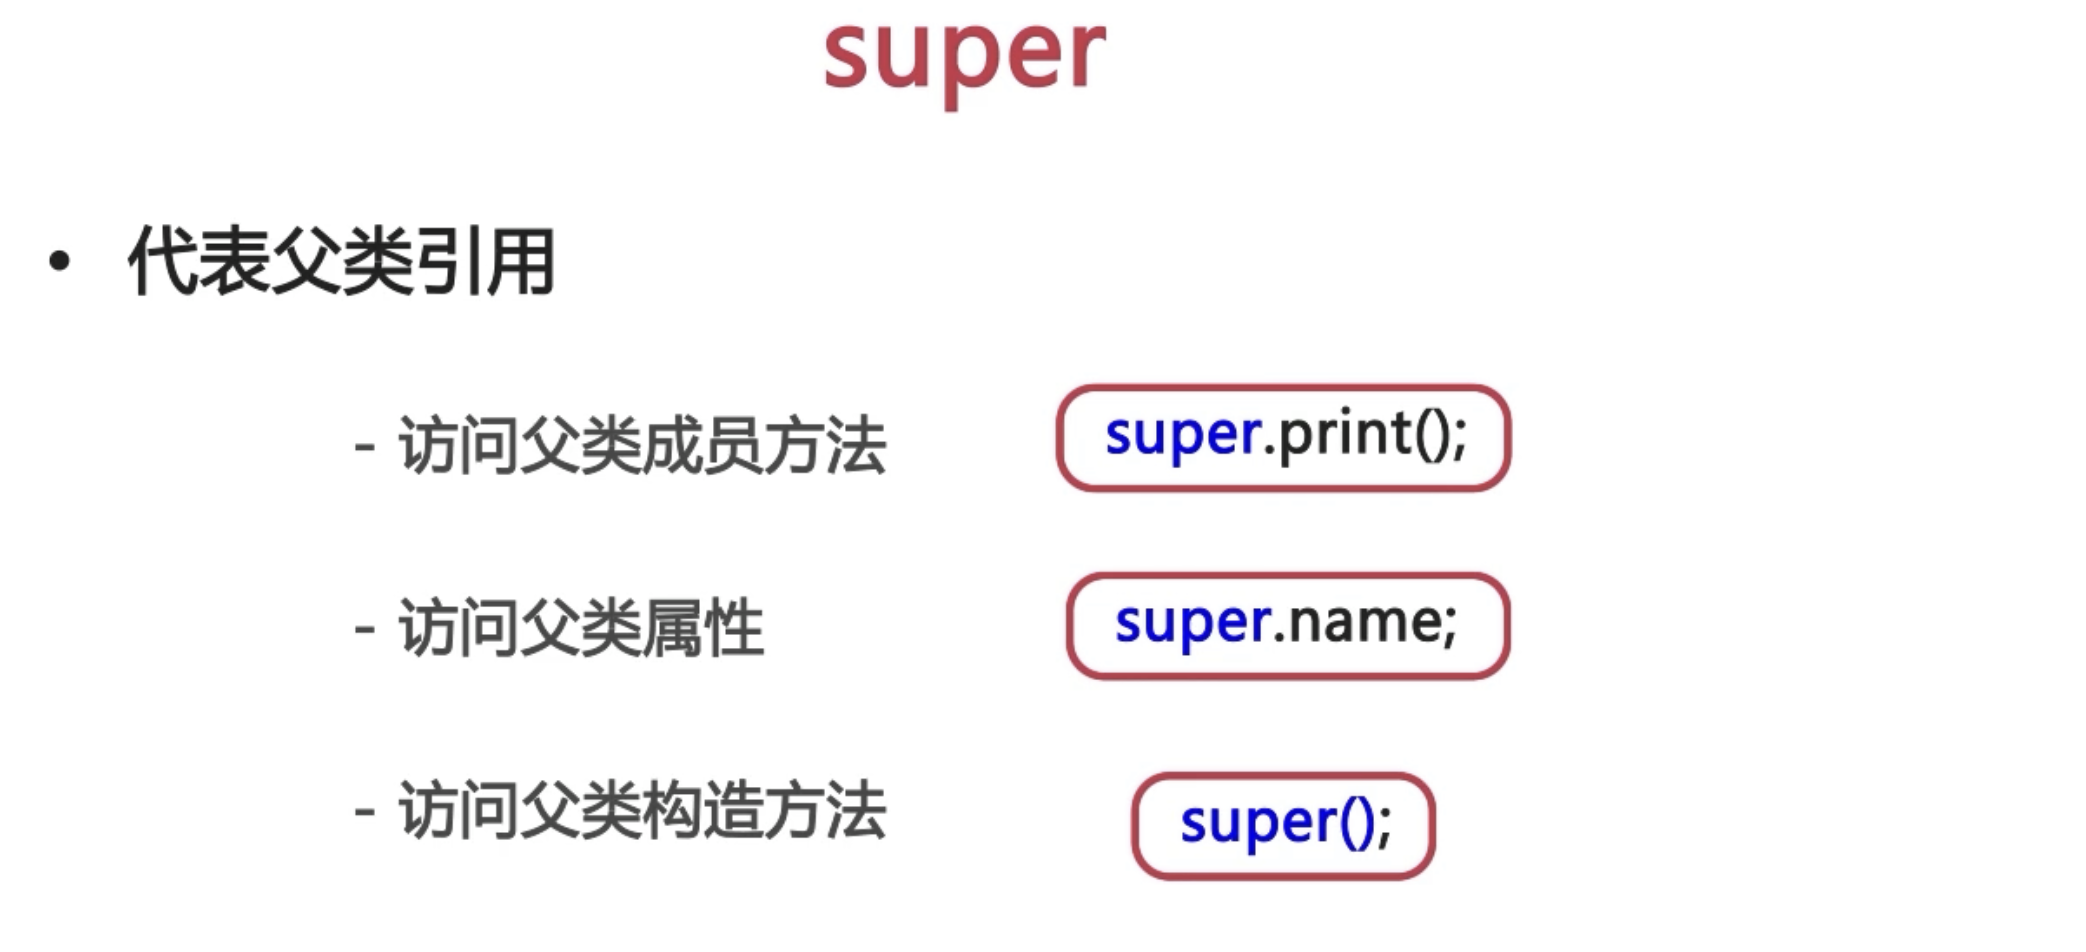 super
• 代表父类引用
- 访问父类成员方法 super.print();
- 访问父类属性 super.name;
- 访问父类构造方法 super();